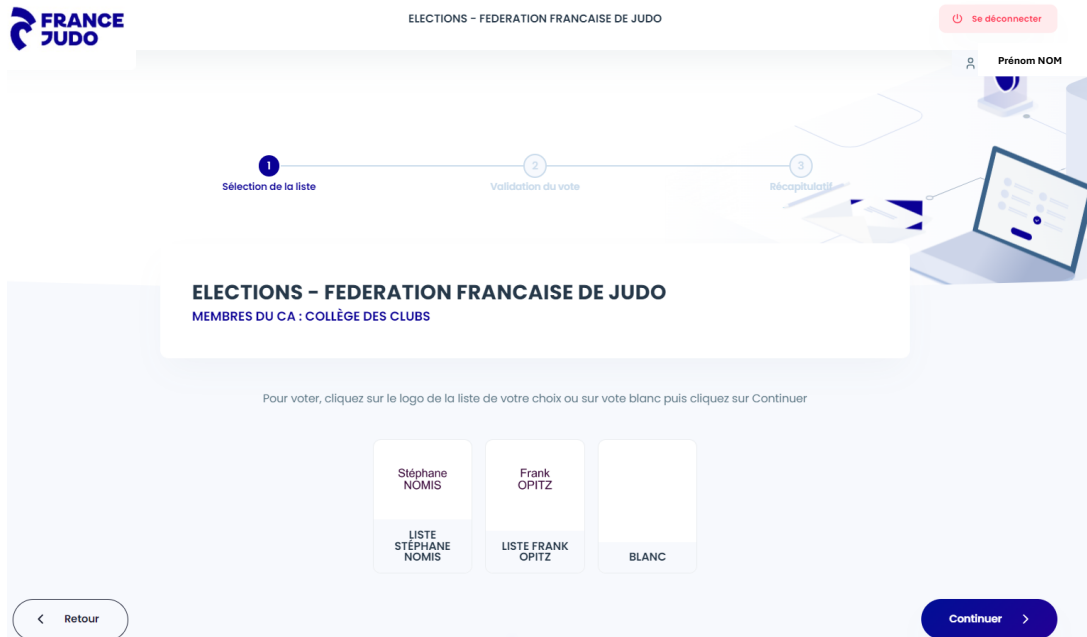 FRANCE
JUDO
ELECTIONS - FEDERATION FRANCAISE DE JUDO
Se déconnecter
Prénom NOM
1
2
3
Sélection de la liste
Validation du vote
Récapitulatif
ELECTIONS - FEDERATION FRANCAISE DE JUDO
MEMBRES DU CA : COLLÈGE DES CLUBS
Pour voter, cliquez sur le logo de la liste de votre choix ou sur vote blanc puis cliquez sur Continuer
Stéphane
NOMIS
LISTE
STÉPHANE
NOMIS
Frank
OPITZ
LISTE FRANK
OPITZ
BLANC
Retour
Continuer